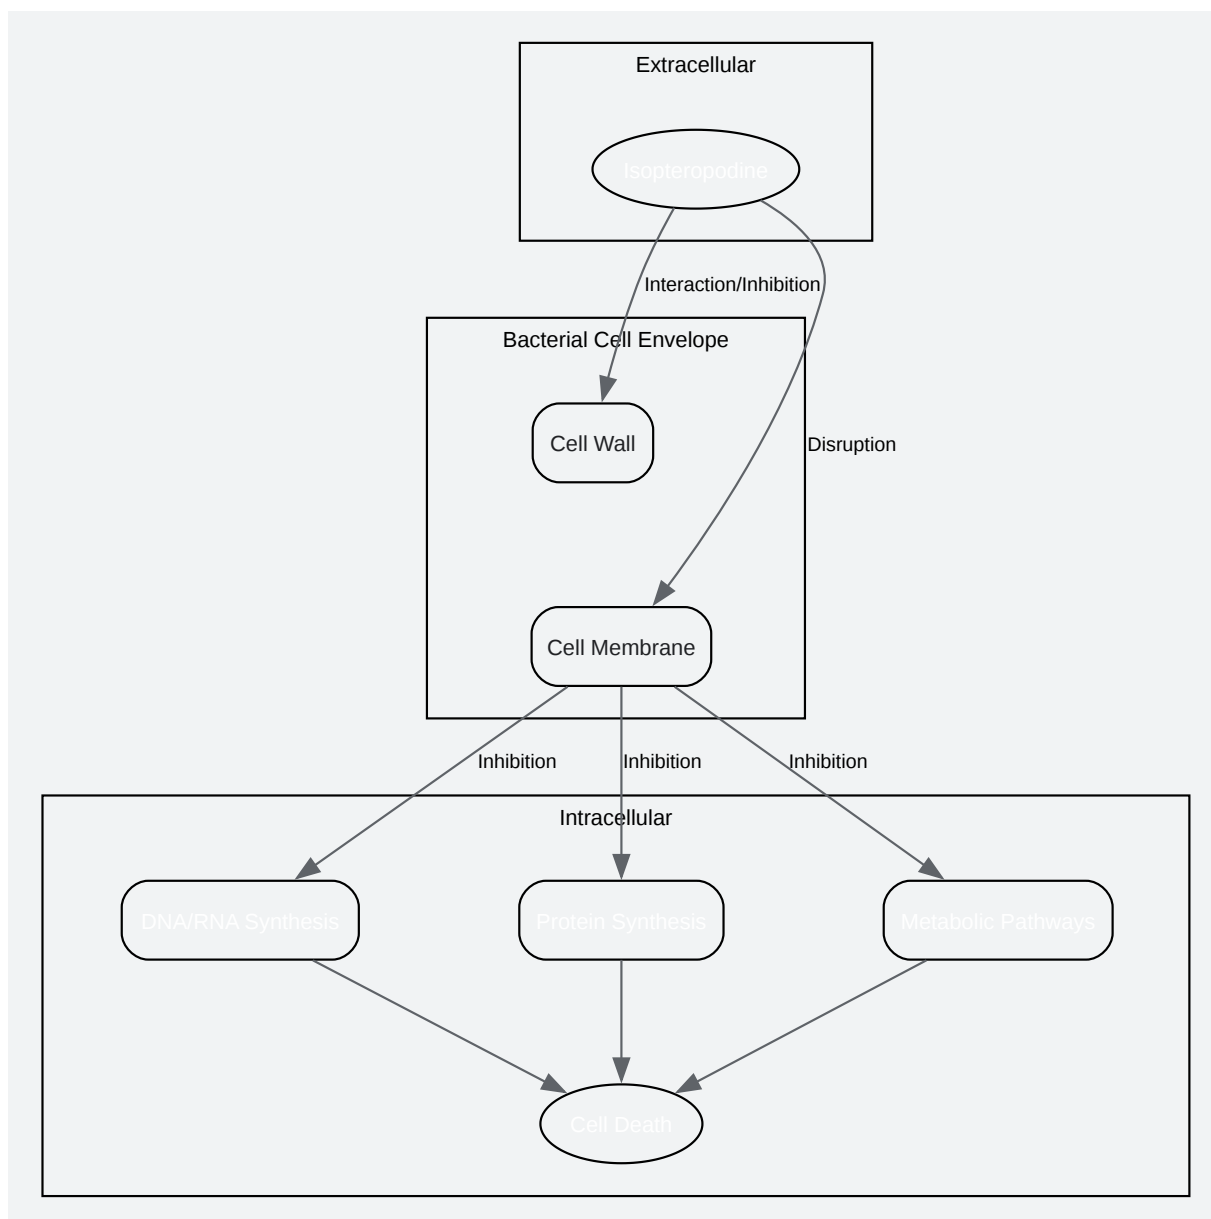 Extracellular
Isopteropodine
Interaction/Inhibition
Bacterial Cell Envelope
Cell Wall
Disruption
Cell Membrane
Inhibition
Inhibition
Inhibition
Intracellular
DNA/RNA Synthesis
Protein Synthesis
Metabolic Pathways
Cell Death